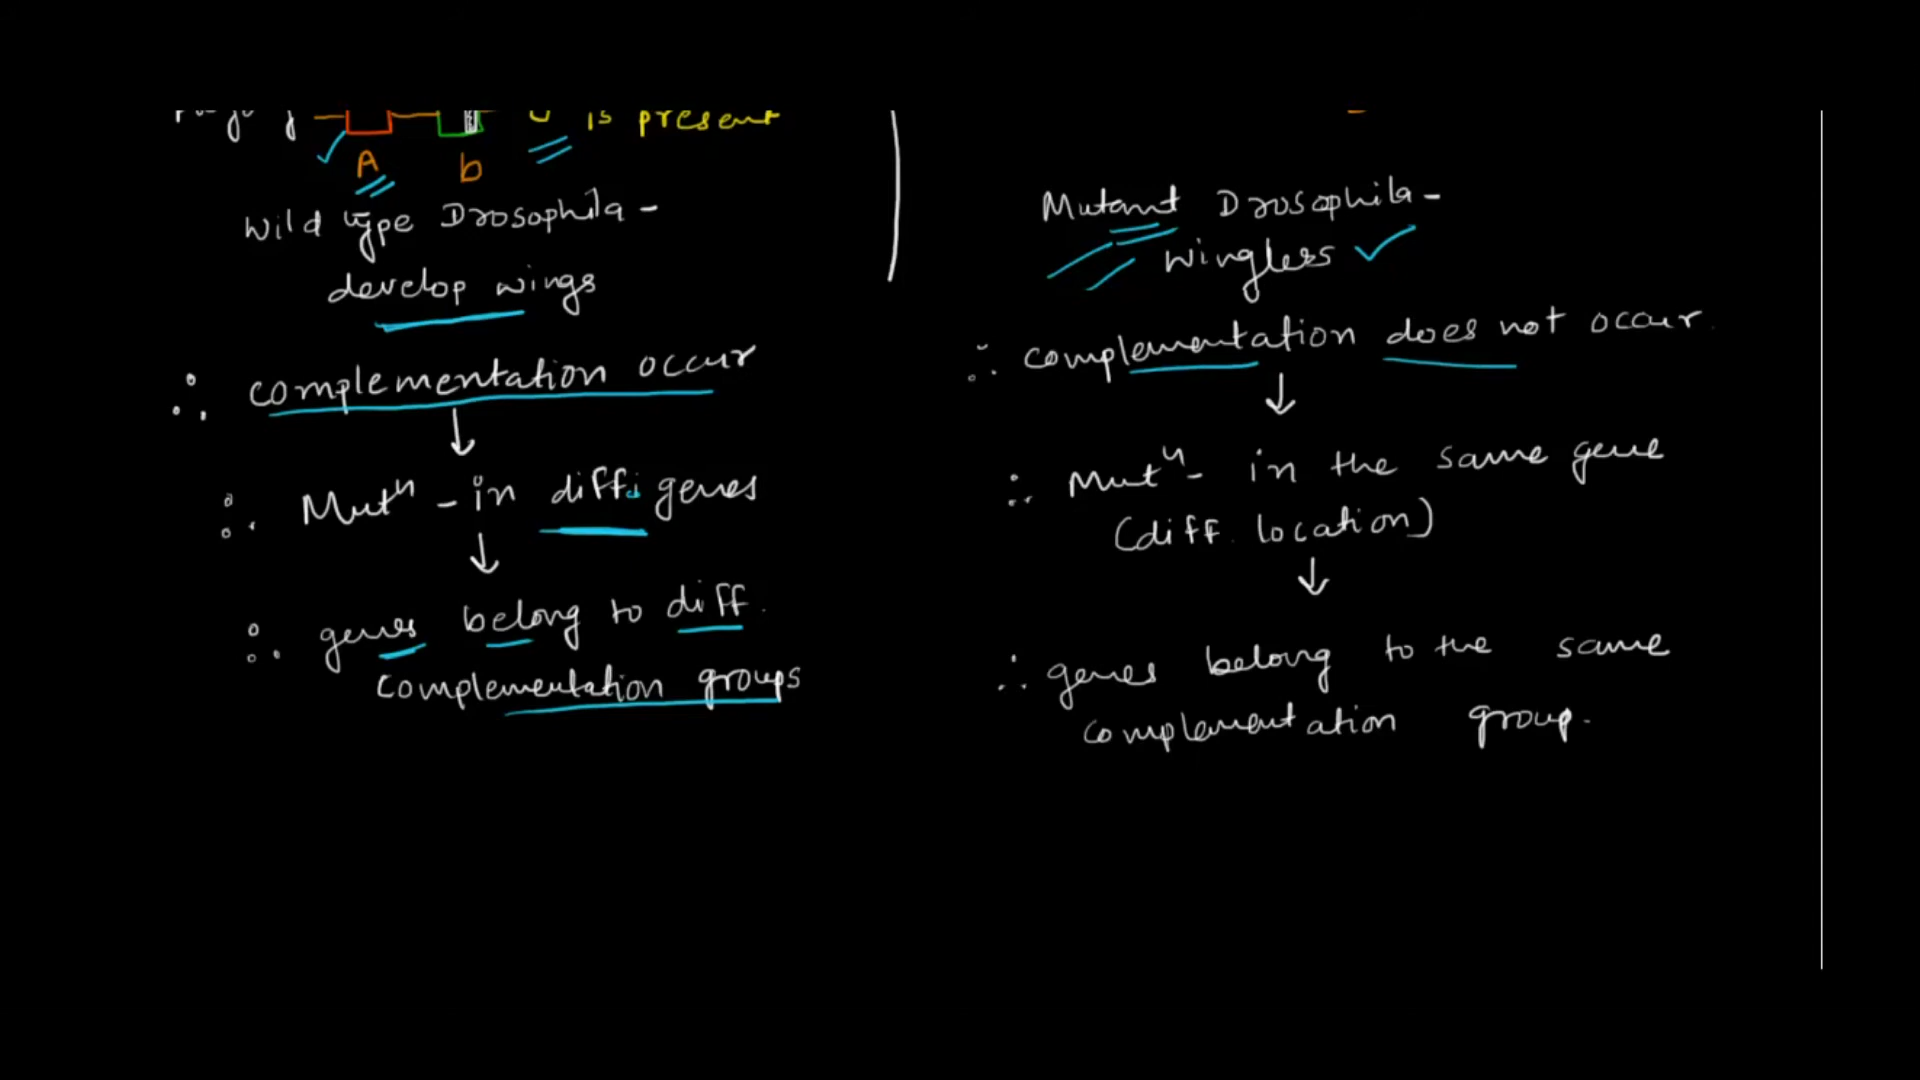 is present
A
b
Wild type Drosophila -
develop wings
∴ complementation occur
↓
∴ Mutⁿ - in diff. genes
↓
∴ genes belong to diff.
complementation groups
Mutant Drosophila -
wingless ✓
∴ complementation does not occur.
↓
∴ Mutⁿ - in the same gene
(diff. location)
↓
∴ genes belong to the same
complementation group.